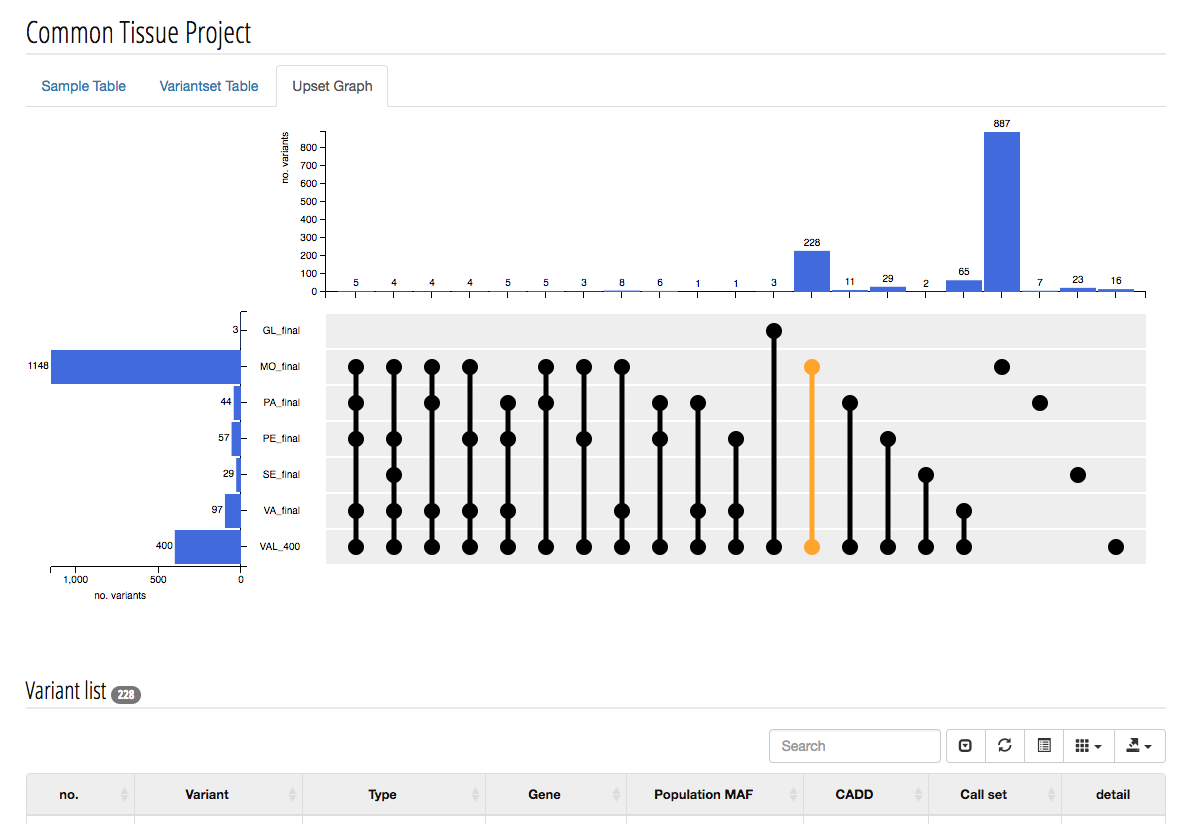 Common Tissue Project
Sample Table Variantset Table Upset Graph
no. variants
800
700
600
500
400
300
200
100
0
5 4 4 4 5 5 3 8 6 1 1 3 228 11 29 2 65 887 7 23 16
3 GL_final
1148 MO_final
44 PA_final
57 PE_final
29 SE_final
97 VA_final
400 VAL_400
1,000 500 0
no. variants
Variant list 228
Search
no. Variant Type Gene Population MAF CADD Call set detail